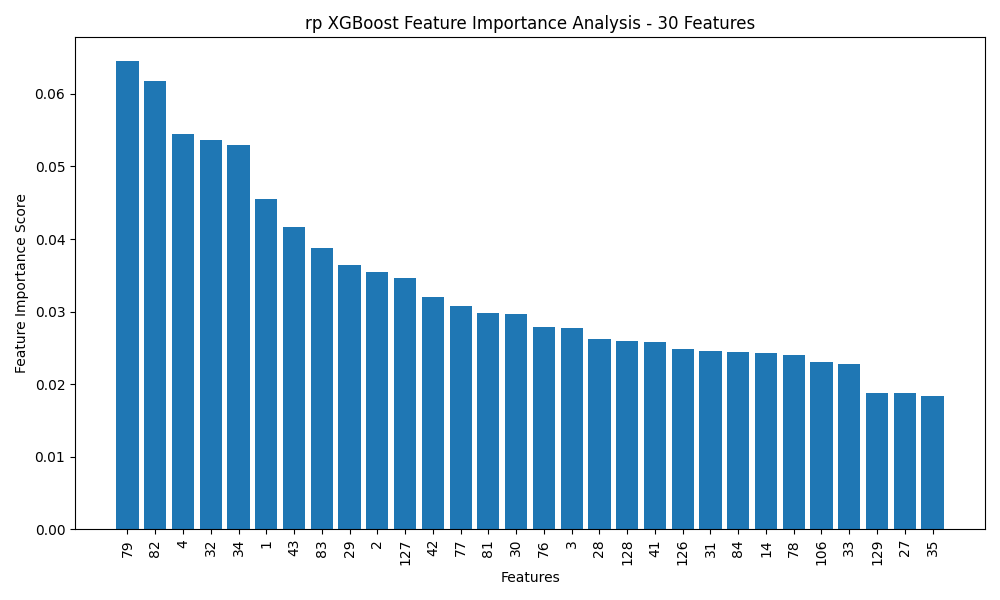 rp XGBoost Feature Importance Analysis - 30 Features
Feature Importance Score
0.06
0.05
0.04
0.03
0.02
0.01
0.00
79 82 4 32 34 1 43 83 29 2 127 42 77 81 30 76 3 28 128 41 126 31 84 14 78 106 33 129 27 35
Features